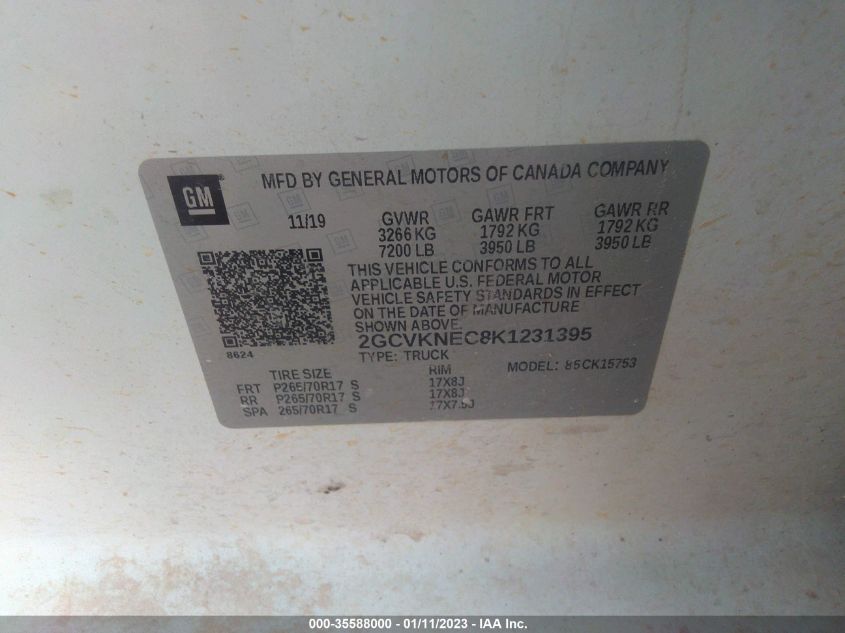 GM
MFD BY GENERAL MOTORS OF CANADA COMPANY
11/19 GVWR GAWR FRT GAWR RR
3266 KG 1792 KG 1792 KG
7200 LB 3950 LB 3950 LB
THIS VEHICLE CONFORMS TO ALL
APPLICABLE U.S. FEDERAL MOTOR
VEHICLE SAFETY STANDARDS IN EFFECT
ON THE DATE OF MANUFACTURE
SHOWN ABOVE.
8624 2GCVKNEC8K1231395
TYPE: TRUCK MODEL: 85CK15753
TIRE SIZE RIM
FRT P265/70R17 S 17X8J
RR P265/70R17 S 17X8J
SPA 265/70R17 S 17X7.5J
000-35588000 - 01/11/2023 - IAA Inc.